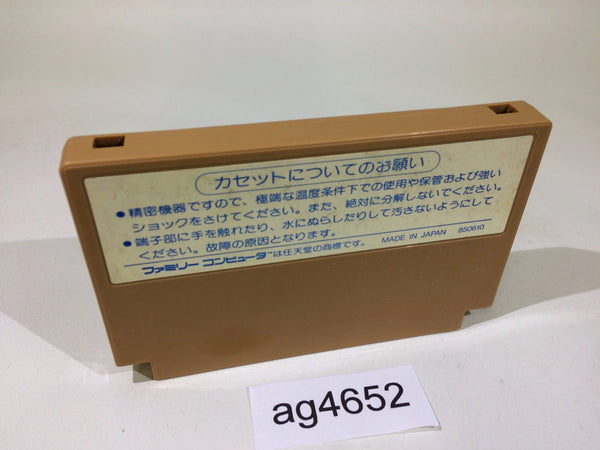 カセットについてのお願い
●精密機器ですので、極端な温度条件下での使用や保管および強い
ショックをさけてください。また、絶対に分解しないでください。
●端子部に手を触れたり、水にぬらしたりして汚さないようにして
ください。故障の原因となります。
ファミリー コンピュータ™は任天堂の商標です。 MADE IN JAPAN 850610
ag4652